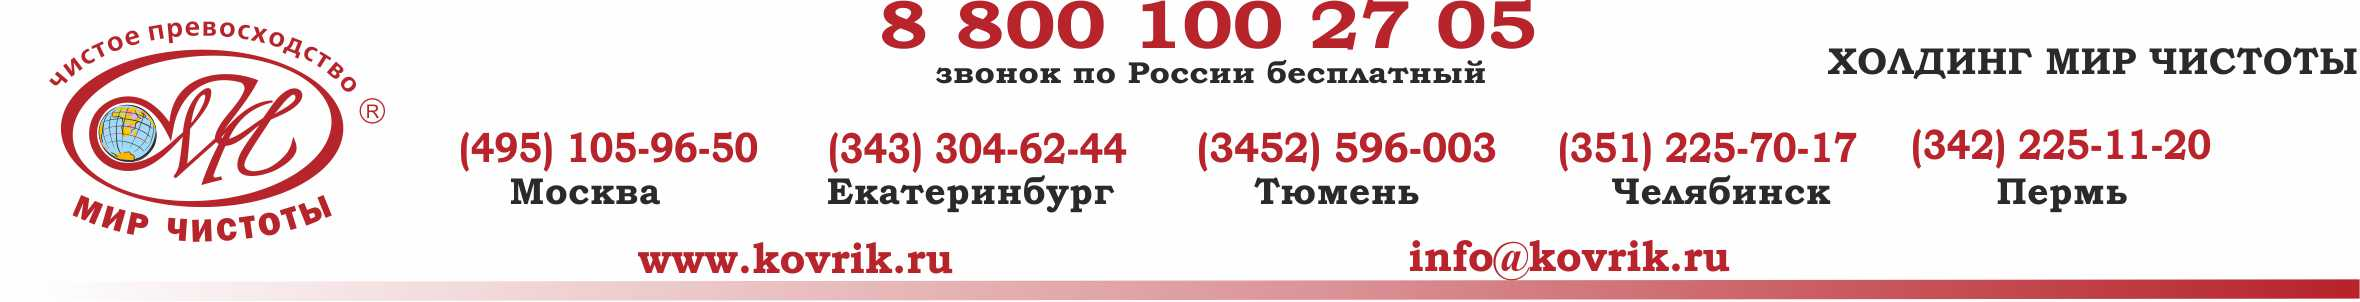 чистое превосходство
®
МИР ЧИСТОТЫ
8 800 100 27 05
звонок по России бесплатный
ХОЛДИНГ МИР ЧИСТОТЫ
(495) 105-96-50
Москва
(343) 304-62-44
Екатеринбург
(3452) 596-003
Тюмень
(351) 225-70-17
Челябинск
(342) 225-11-20
Пермь
www.kovrik.ru
info@kovrik.ru